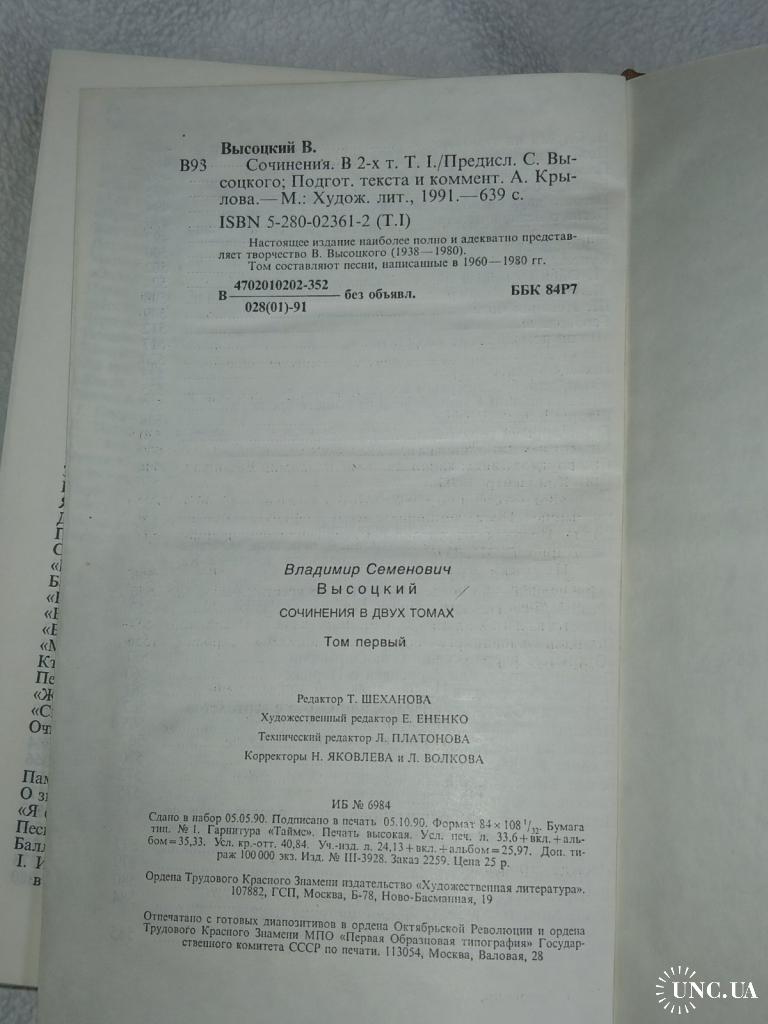 Высоцкий В.
В93 Сочинения. В 2-х т. Т. I./Предисл. С. Вы-
соцкого; Подгот. текста и коммент. А. Кры-
лова.— М.: Худож. лит., 1991.—639 с.
ISBN 5-280-02361-2 (Т.I)
Настоящее издание наиболее полно и адекватно представ-
ляет творчество В. Высоцкого (1938—1980).
Том составляют песни, написанные в 1960—1980 гг.
В 4702010202-352 без объявл. ББК 84Р7
028(01)-91
Владимир Семенович
Высоцкий
СОЧИНЕНИЯ В ДВУХ ТОМАХ
Том первый
Редактор Т. ШЕХАНОВА
Художественный редактор Е. ЕНЕНКО
Технический редактор Л. ПЛАТОНОВА
Корректоры Н. ЯКОВЛЕВА и Л. ВОЛКОВА
ИБ № 6984
Сдано в набор 05.05.90. Подписано в печать 05.10.90. Формат 84×108 1/32. Бумага
тип. № 1. Гарнитура «Таймс». Печать высокая. Усл. печ. л. 33,6+вкл.+аль-
бом=35,33. Усл. кр.-отт. 40,84. Уч.-изд. л. 24,13+вкл.+альбом=25,97. Доп. ти-
раж 100 000 экз. Изд. № III-3928. Заказ 2259. Цена 25 р.
Ордена Трудового Красного Знамени издательство «Художественная литература».
107882, ГСП, Москва, Б-78, Ново-Басманная, 19
Отпечатано с готовых диапозитивов в ордена Октябрьской Революции и ордена
Трудового Красного Знамени МПО «Первая Образцовая типография» Государ-
ственного комитета СССР по печати. 113054, Москва, Валовая, 28
UNC.UA